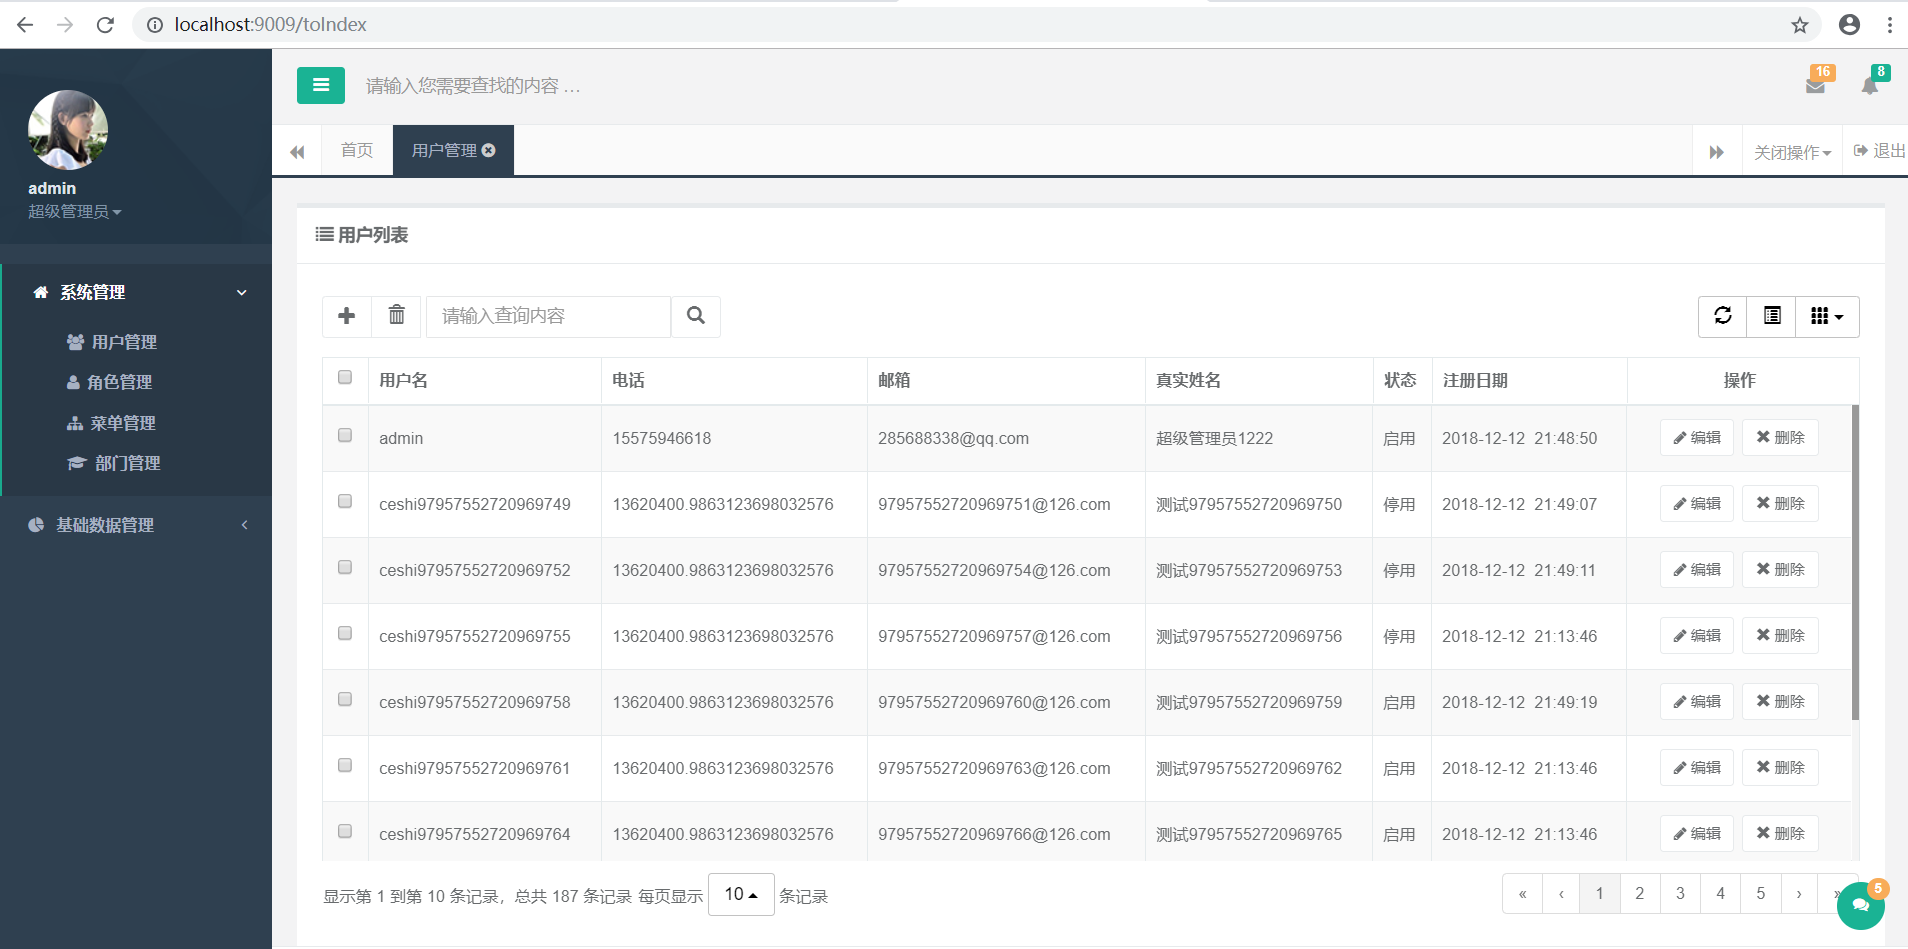 localhost:9009/toIndex
admin
超级管理员
系统管理
用户管理
角色管理
菜单管理
部门管理
基础数据管理
请输入您需要查找的内容 …
16
8
首页
用户管理
关闭操作
退出
用户列表
请输入查询内容
用户名 电话 邮箱 真实姓名 状态 注册日期 操作
admin 15575946618 285688338@qq.com 超级管理员1222 启用 2018-12-12 21:48:50 编辑 删除
ceshi97957552720969749 13620400.9863123698032576 97957552720969751@126.com 测试97957552720969750 停用 2018-12-12 21:49:07 编辑 删除
ceshi97957552720969752 13620400.9863123698032576 97957552720969754@126.com 测试97957552720969753 停用 2018-12-12 21:49:11 编辑 删除
ceshi97957552720969755 13620400.9863123698032576 97957552720969757@126.com 测试97957552720969756 停用 2018-12-12 21:13:46 编辑 删除
ceshi97957552720969758 13620400.9863123698032576 97957552720969760@126.com 测试97957552720969759 启用 2018-12-12 21:49:19 编辑 删除
ceshi97957552720969761 13620400.9863123698032576 97957552720969763@126.com 测试97957552720969762 启用 2018-12-12 21:13:46 编辑 删除
ceshi97957552720969764 13620400.9863123698032576 97957552720969766@126.com 测试97957552720969765 启用 2018-12-12 21:13:46 编辑 删除
显示第 1 到第 10 条记录，总共 187 条记录 每页显示 10 条记录
« ‹ 1 2 3 4 5 › »
5